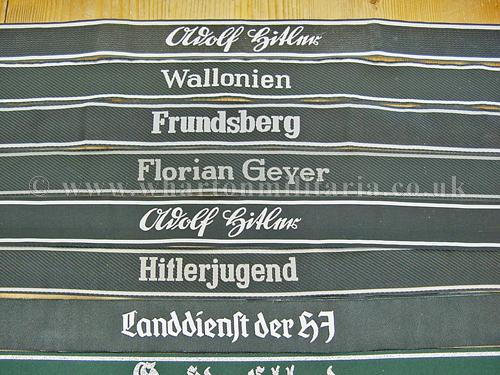 Adolf Hitler
Wallonien
Frundsberg
Florian Geyer
© www.whartonmilitaria.co.uk
Adolf Hitler
Hitlerjugend
Landdienst der HJ